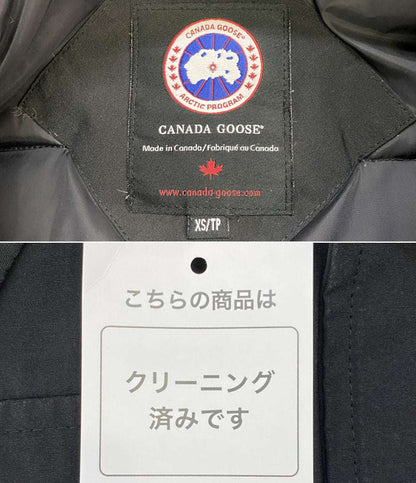 CANADA GOOSE
ARCTIC PROGRAM
CANADA GOOSE®
Made in Canada/Fabriqué au Canada
www.canada-goose.com
XS/TP
こちらの商品は
クリーニング
済みです